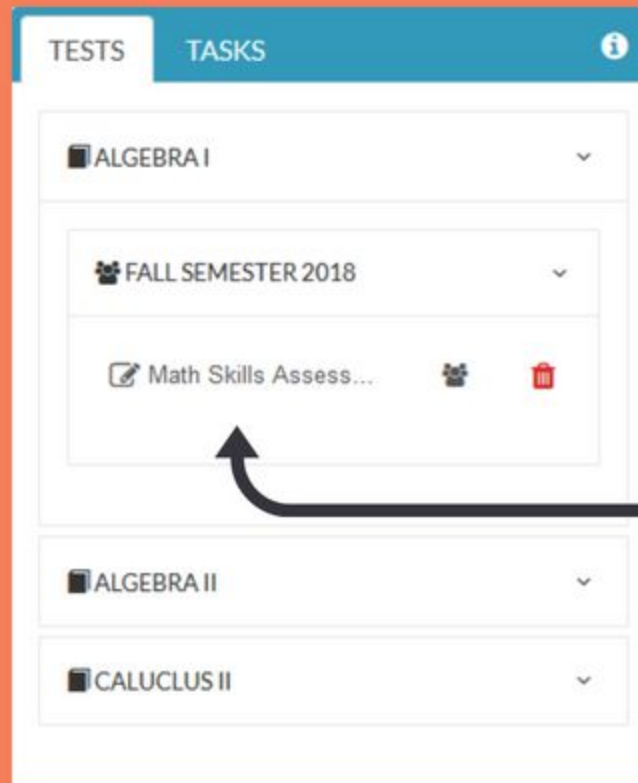 TESTS TASKS
ALGEBRA I
FALL SEMESTER 2018
Math Skills Assess...
ALGEBRA II
CALUCLUS II